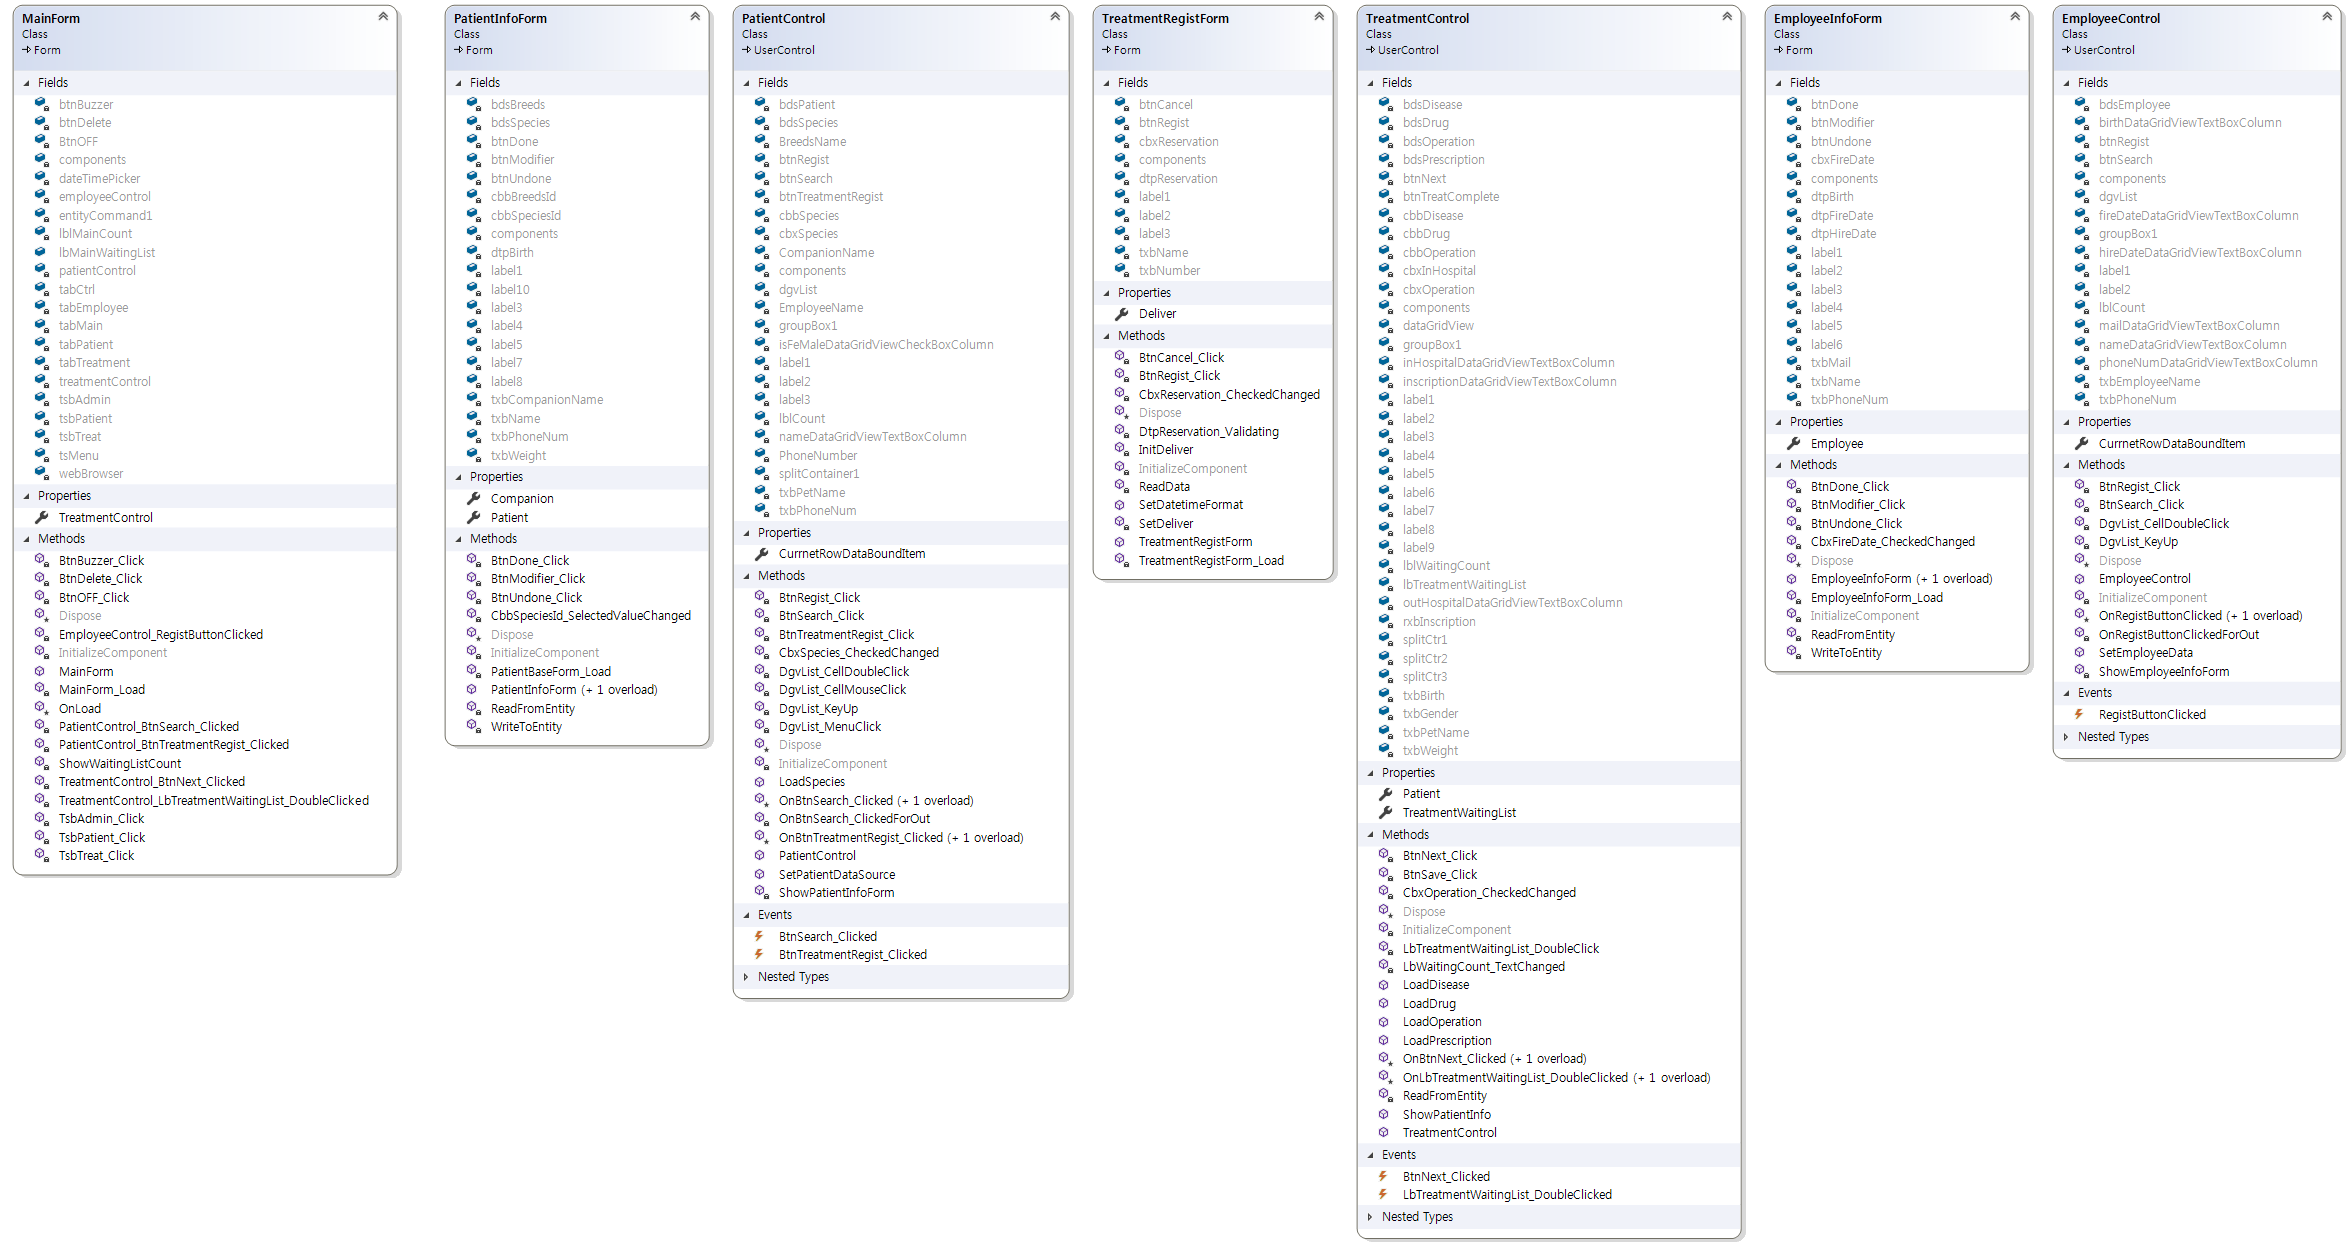 MainForm
Class
Form
Fields
btnBuzzer
btnDelete
BtnOFF
components
dateTimePicker
employeeControl
entityCommand1
lblMainCount
lbMainWaitingList
patientControl
tabCtrl
tabEmployee
tabMain
tabPatient
tabTreatment
treatmentControl
tsbAdmin
tsbPatient
tsbTreat
tsMenu
webBrowser
Properties
TreatmentControl
Methods
BtnBuzzer_Click
BtnDelete_Click
BtnOFF_Click
Dispose
EmployeeControl_RegistButtonClicked
InitializeComponent
MainForm
MainForm_Load
OnLoad
PatientControl_BtnSearch_Clicked
PatientControl_BtnTreatmentRegist_Clicked
ShowWaitingListCount
TreatmentControl_BtnNext_Clicked
TreatmentControl_LbTreatmentWaitingList_DoubleClicked
TsbAdmin_Click
TsbPatient_Click
TsbTreat_Click
PatientInfoForm
Class
Form
Fields
bdsBreeds
bdsSpecies
btnDone
btnModifier
btnUndone
cbbBreedsId
cbbSpeciesId
components
dtpBirth
label1
label10
label3
label4
label5
label7
label8
txbCompanionName
txbName
txbPhoneNum
txbWeight
Properties
Companion
Patient
Methods
BtnDone_Click
BtnModifier_Click
BtnUndone_Click
CbbSpeciesId_SelectedValueChanged
Dispose
InitializeComponent
PatientBaseForm_Load
PatientInfoForm (+ 1 overload)
ReadFromEntity
WriteToEntity
PatientControl
Class
UserControl
Fields
bdsPatient
bdsSpecies
BreedsName
btnRegist
btnSearch
btnTreatmentRegist
cbbSpecies
cbxSpecies
CompanionName
components
dgvList
EmployeeName
groupBox1
isFeMaleDataGridViewCheckBoxColumn
label1
label2
label3
lblCount
nameDataGridViewTextBoxColumn
PhoneNumber
splitContainer1
txbPetName
txbPhoneNum
Properties
CurrnetRowDataBoundItem
Methods
BtnRegist_Click
BtnSearch_Click
BtnTreatmentRegist_Click
CbxSpecies_CheckedChanged
DgvList_CellDoubleClick
DgvList_CellMouseClick
DgvList_KeyUp
DgvList_MenuClick
Dispose
InitializeComponent
LoadSpecies
OnBtnSearch_Clicked (+ 1 overload)
OnBtnSearch_ClickedForOut
OnBtnTreatmentRegist_Clicked (+ 1 overload)
PatientControl
SetPatientDataSource
ShowPatientInfoForm
Events
BtnSearch_Clicked
BtnTreatmentRegist_Clicked
Nested Types
TreatmentRegistForm
Class
Form
Fields
btnCancel
btnRegist
cbxReservation
components
dtpReservation
label1
label2
label3
txbName
txbNumber
Properties
Deliver
Methods
BtnCancel_Click
BtnRegist_Click
CbxReservation_CheckedChanged
Dispose
DtpReservation_Validating
InitDeliver
InitializeComponent
ReadData
SetDatetimeFormat
SetDeliver
TreatmentRegistForm
TreatmentRegistForm_Load
TreatmentControl
Class
UserControl
Fields
bdsDisease
bdsDrug
bdsOperation
bdsPrescription
btnNext
btnTreatComplete
cbbDisease
cbbDrug
cbbOperation
cbxInHospital
cbxOperation
components
dataGridView
groupBox1
inHospitalDataGridViewTextBoxColumn
inscriptionDataGridViewTextBoxColumn
label1
label2
label3
label4
label5
label6
label7
label8
label9
lblWaitingCount
lbTreatmentWaitingList
outHospitalDataGridViewTextBoxColumn
rxbInscription
splitCtr1
splitCtr2
splitCtr3
txbBirth
txbGender
txbPetName
txbWeight
Properties
Patient
TreatmentWaitingList
Methods
BtnNext_Click
BtnSave_Click
CbxOperation_CheckedChanged
Dispose
InitializeComponent
LbTreatmentWaitingList_DoubleClick
LbWaitingCount_TextChanged
LoadDisease
LoadDrug
LoadOperation
LoadPrescription
OnBtnNext_Clicked (+ 1 overload)
OnLbTreatmentWaitingList_DoubleClicked (+ 1 overload)
ReadFromEntity
ShowPatientInfo
TreatmentControl
Events
BtnNext_Clicked
LbTreatmentWaitingList_DoubleClicked
Nested Types
EmployeeInfoForm
Class
Form
Fields
btnDone
btnModifier
btnUndone
cbxFireDate
components
dtpBirth
dtpFireDate
dtpHireDate
label1
label2
label3
label4
label5
label6
txbMail
txbName
txbPhoneNum
Properties
Employee
Methods
BtnDone_Click
BtnModifier_Click
BtnUndone_Click
CbxFireDate_CheckedChanged
Dispose
EmployeeInfoForm (+ 1 overload)
EmployeeInfoForm_Load
InitializeComponent
ReadFromEntity
WriteToEntity
EmployeeControl
Class
UserControl
Fields
bdsEmployee
birthDataGridViewTextBoxColumn
btnRegist
btnSearch
components
dgvList
fireDateDataGridViewTextBoxColumn
groupBox1
hireDateDataGridViewTextBoxColumn
label1
label2
lblCount
mailDataGridViewTextBoxColumn
nameDataGridViewTextBoxColumn
phoneNumDataGridViewTextBoxColumn
txbEmployeeName
txbPhoneNum
Properties
CurrnetRowDataBoundItem
Methods
BtnRegist_Click
BtnSearch_Click
DgvList_CellDoubleClick
DgvList_KeyUp
Dispose
EmployeeControl
InitializeComponent
OnRegistButtonClicked (+ 1 overload)
OnRegistButtonClickedForOut
SetEmployeeData
ShowEmployeeInfoForm
Events
RegistButtonClicked
Nested Types